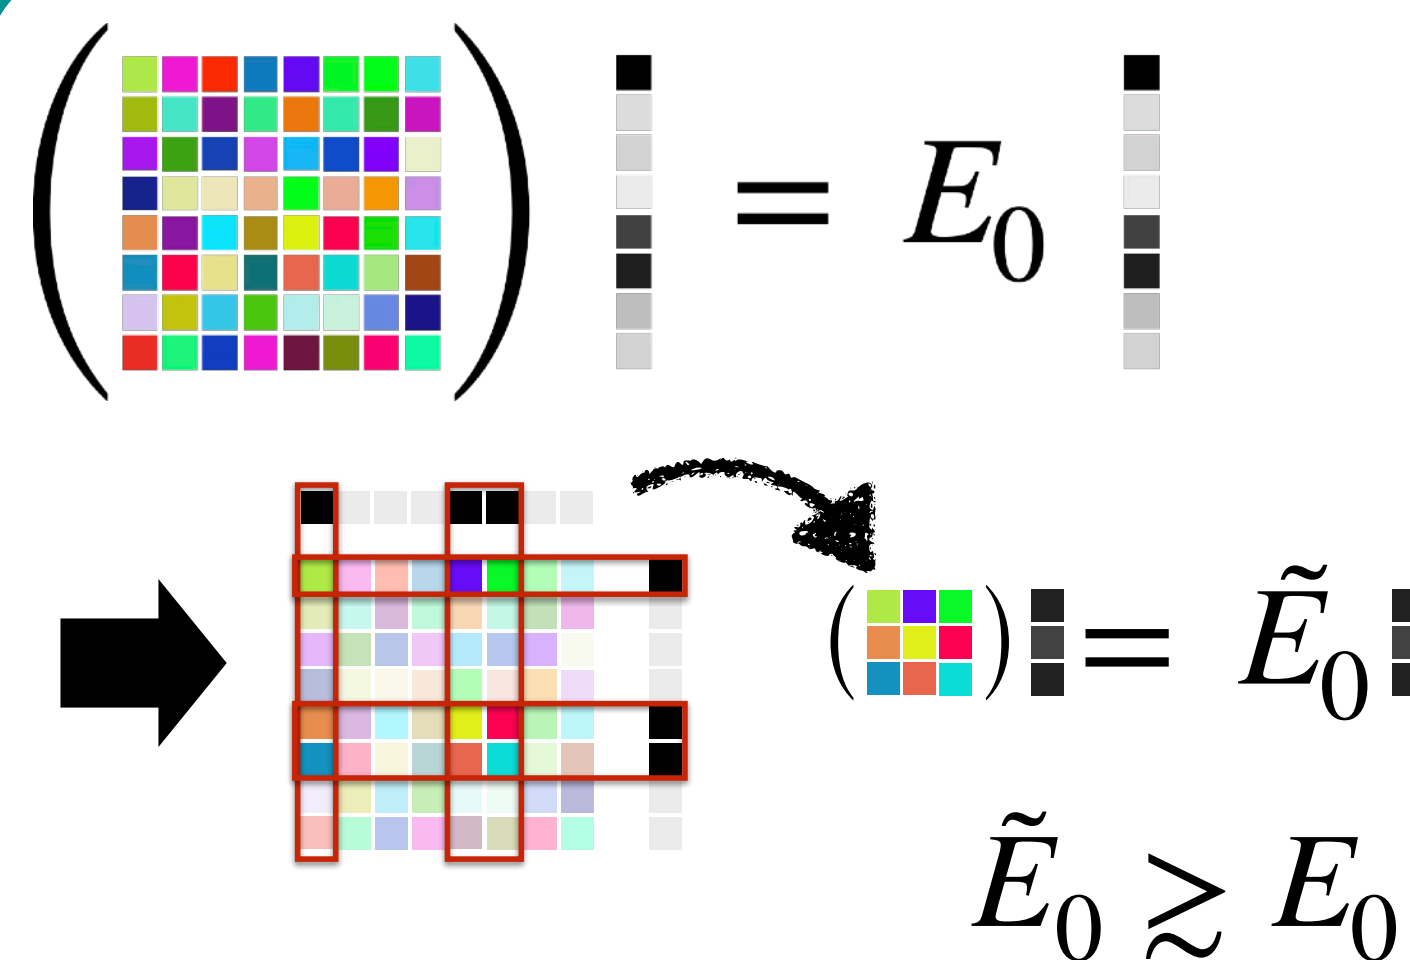 ( ) = E₀
( ) = Ẽ₀
Ẽ₀ ≳ E₀